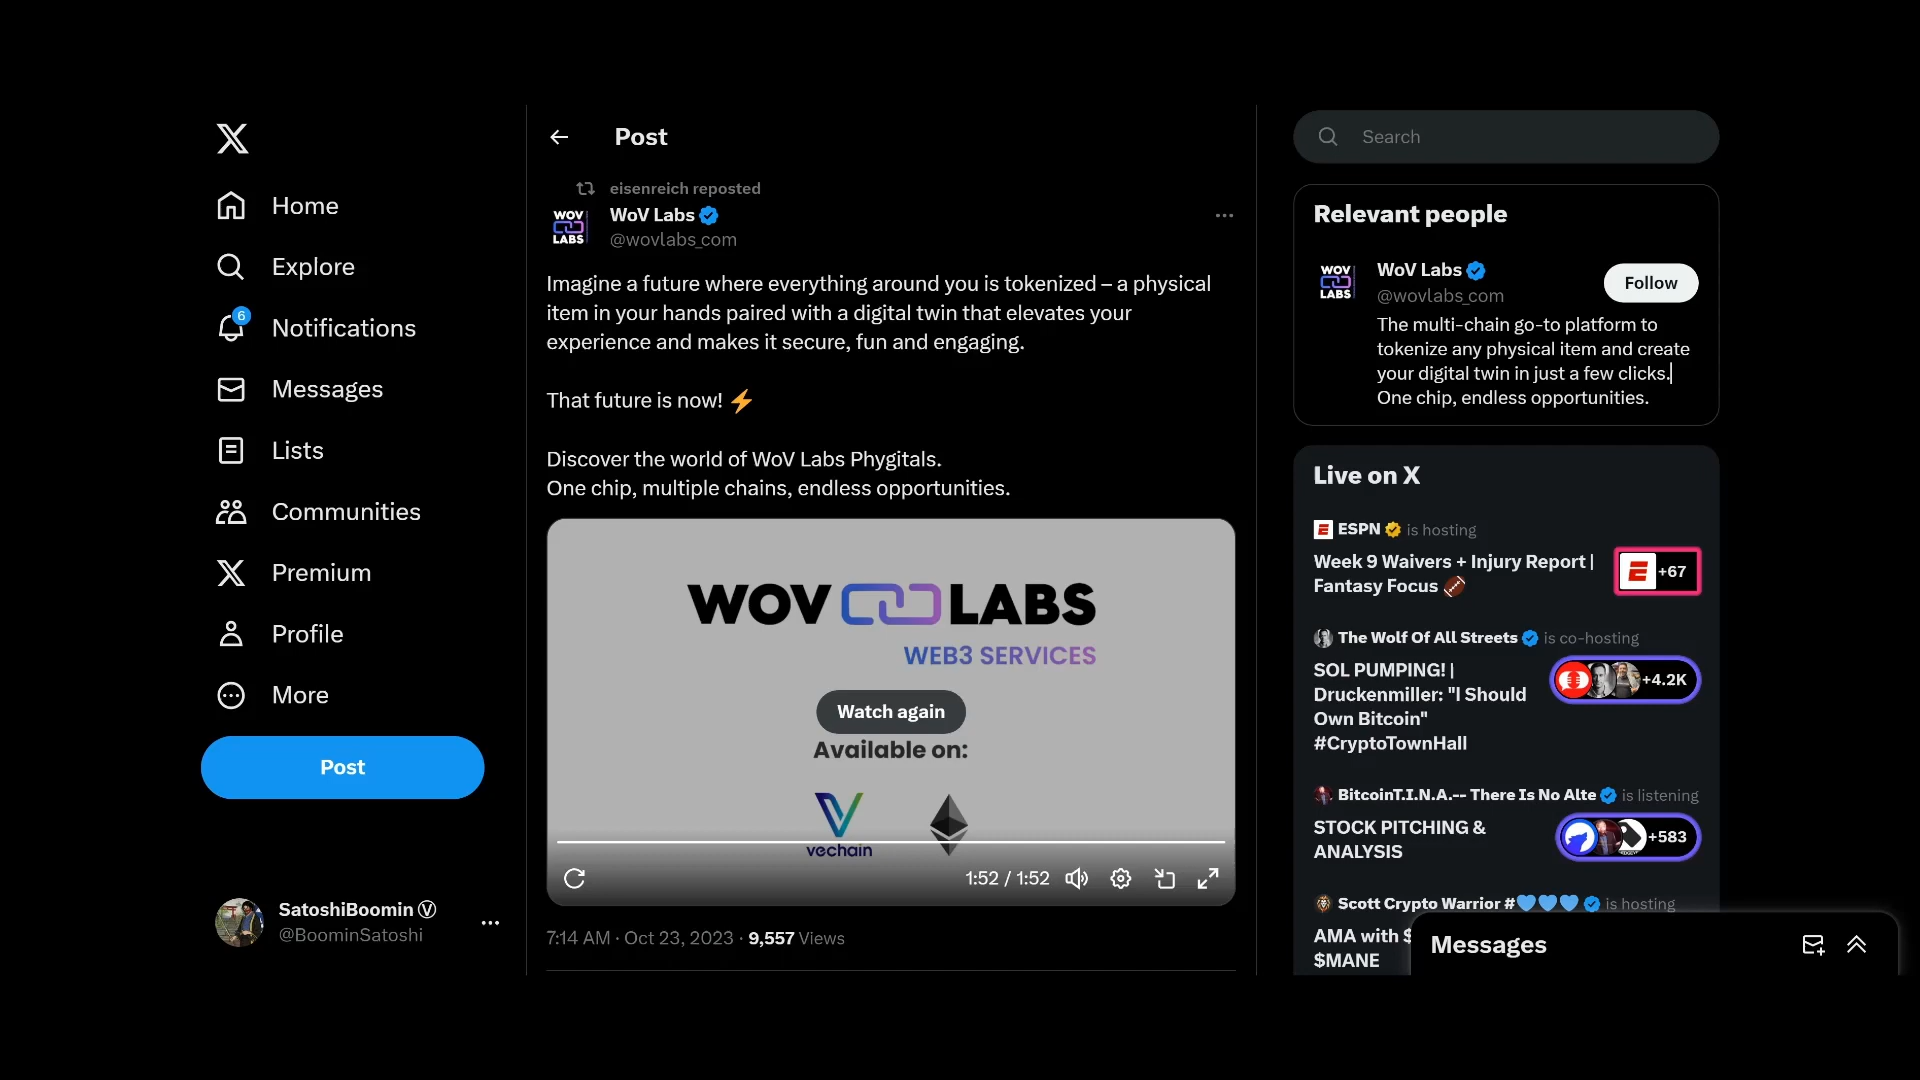 Home
Explore
6
Notifications
Messages
Lists
Communities
Premium
Profile
More
Post
SatoshiBoomin Ⓥ
@BoominSatoshi
Post
eisenreich reposted
WOV
LABS
WoV Labs
@wovlabs_com
Imagine a future where everything around you is tokenized – a physical
item in your hands paired with a digital twin that elevates your
experience and makes it secure, fun and engaging.
That future is now! ⚡
Discover the world of WoV Labs Phygitals.
One chip, multiple chains, endless opportunities.
WOV LABS
WEB3 SERVICES
Watch again
Available on:
vechain
1:52 / 1:52
7:14 AM · Oct 23, 2023 · 9,557 Views
Search
Relevant people
WOV
LABS
WoV Labs
@wovlabs_com
Follow
The multi-chain go-to platform to
tokenize any physical item and create
your digital twin in just a few clicks.
One chip, endless opportunities.
Live on X
ESPN is hosting
Week 9 Waivers + Injury Report |
Fantasy Focus 🏈
+67
The Wolf Of All Streets is co-hosting
SOL PUMPING! |
Druckenmiller: "I Should
Own Bitcoin"
#CryptoTownHall
+4.2K
BitcoinT.I.N.A.-- There Is No Alte is listening
STOCK PITCHING &
ANALYSIS
+583
Scott Crypto Warrior #💙💙💙 is hosting
AMA with $
$MANE
Messages